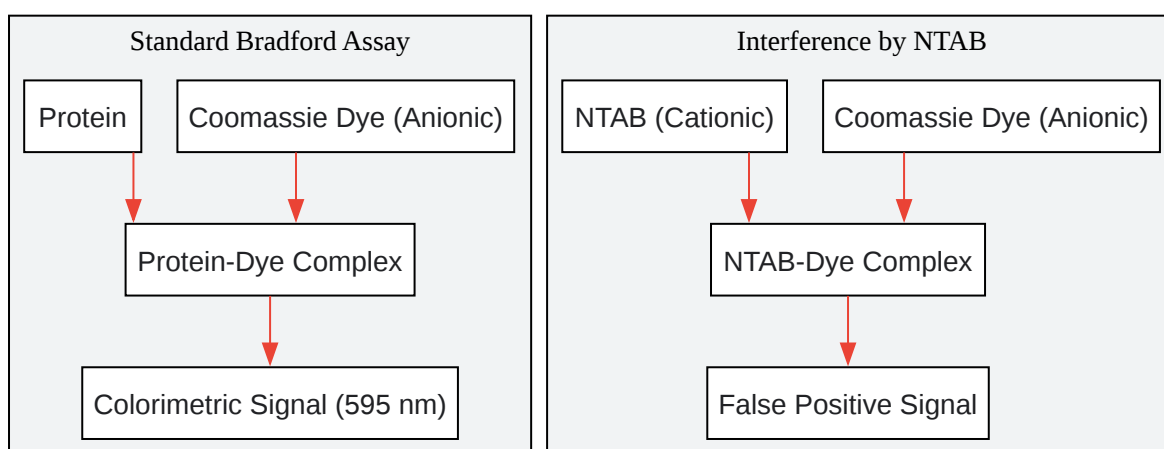 Standard Bradford Assay
Protein
Coomassie Dye (Anionic)
Protein-Dye Complex
Colorimetric Signal (595 nm)
Interference by NTAB
NTAB (Cationic)
Coomassie Dye (Anionic)
NTAB-Dye Complex
False Positive Signal